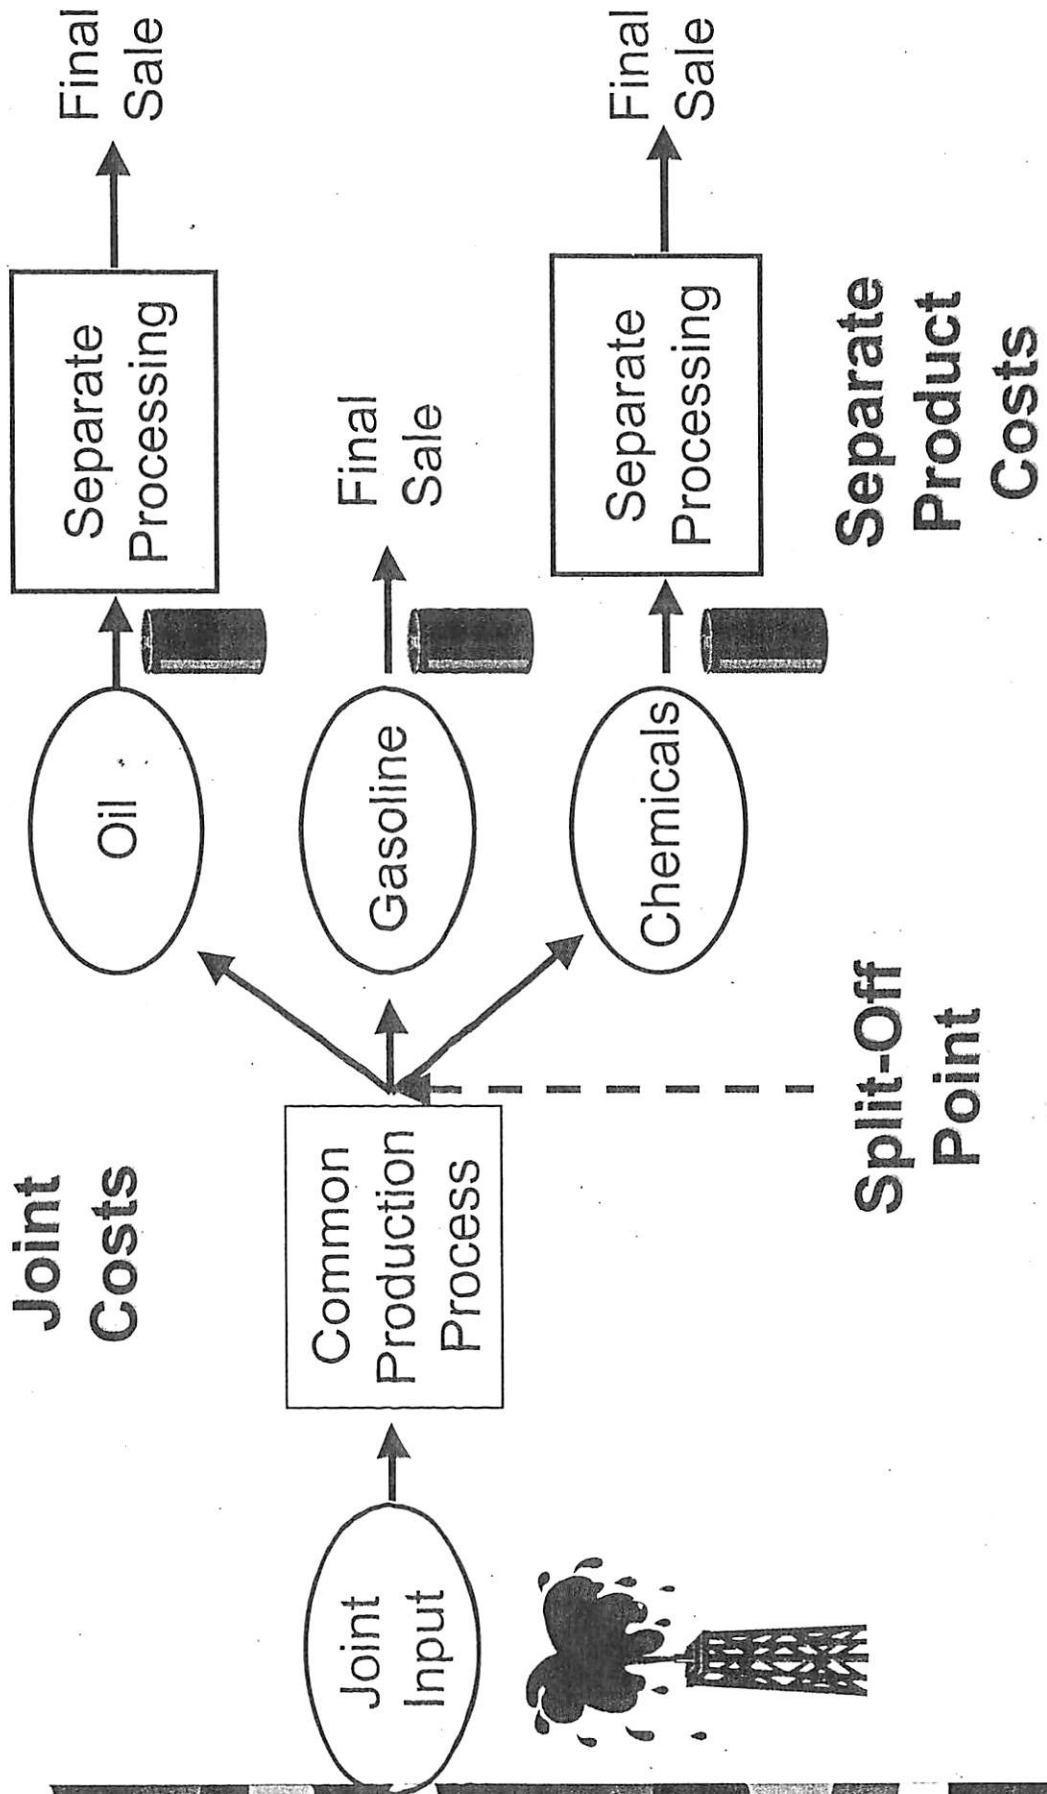 Joint
Costs
Joint
Input
Common
Production
Process
Split-Off
Point
Oil
Gasoline
Chemicals
Separate
Processing
Final
Sale
Final
Sale
Separate
Processing
Final
Sale
Separate
Product
Costs